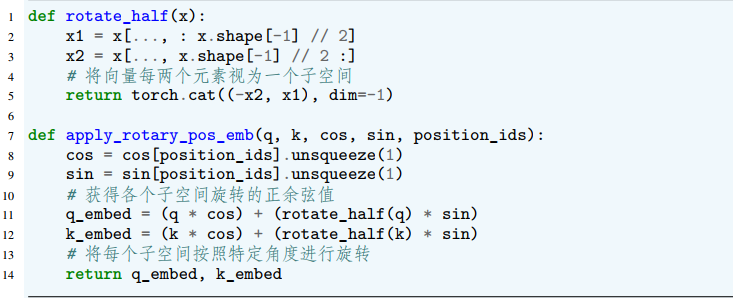 1 def rotate_half(x):
2     x1 = x[..., : x.shape[-1] // 2]
3     x2 = x[..., x.shape[-1] // 2 :]
4     # 将向量每两个元素视为一个子空间
5     return torch.cat((-x2, x1), dim=-1)
6
7 def apply_rotary_pos_emb(q, k, cos, sin, position_ids):
8     cos = cos[position_ids].unsqueeze(1)
9     sin = sin[position_ids].unsqueeze(1)
10     # 获得各个子空间旋转的正余弦值
11     q_embed = (q * cos) + (rotate_half(q) * sin)
12     k_embed = (k * cos) + (rotate_half(k) * sin)
13     # 将每个子空间按照特定角度进行旋转
14     return q_embed, k_embed